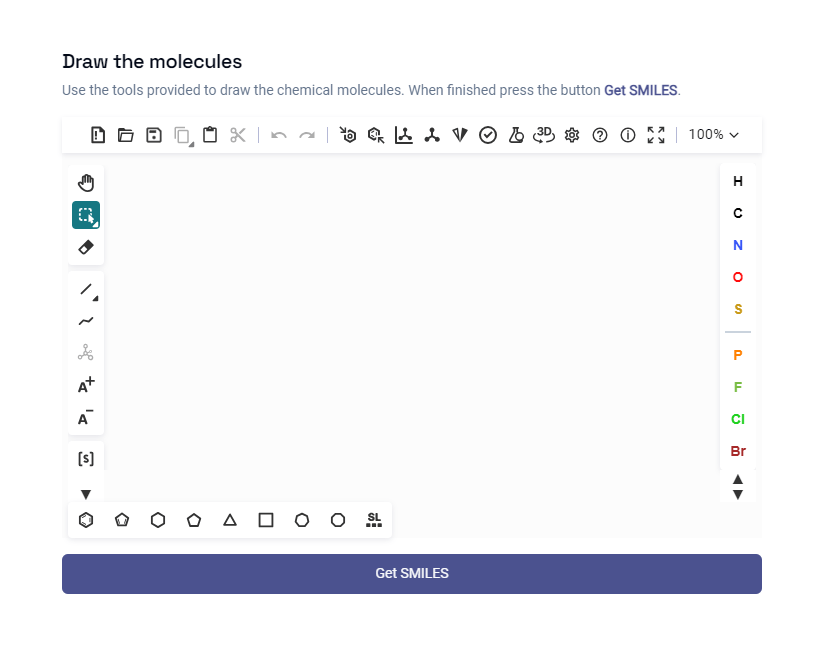 Draw the molecules
Use the tools provided to draw the chemical molecules. When finished press the button Get SMILES.
3D
100%
H
C
N
O
S
P
F
Cl
Br
A+
A−
[s]
SL
Get SMILES